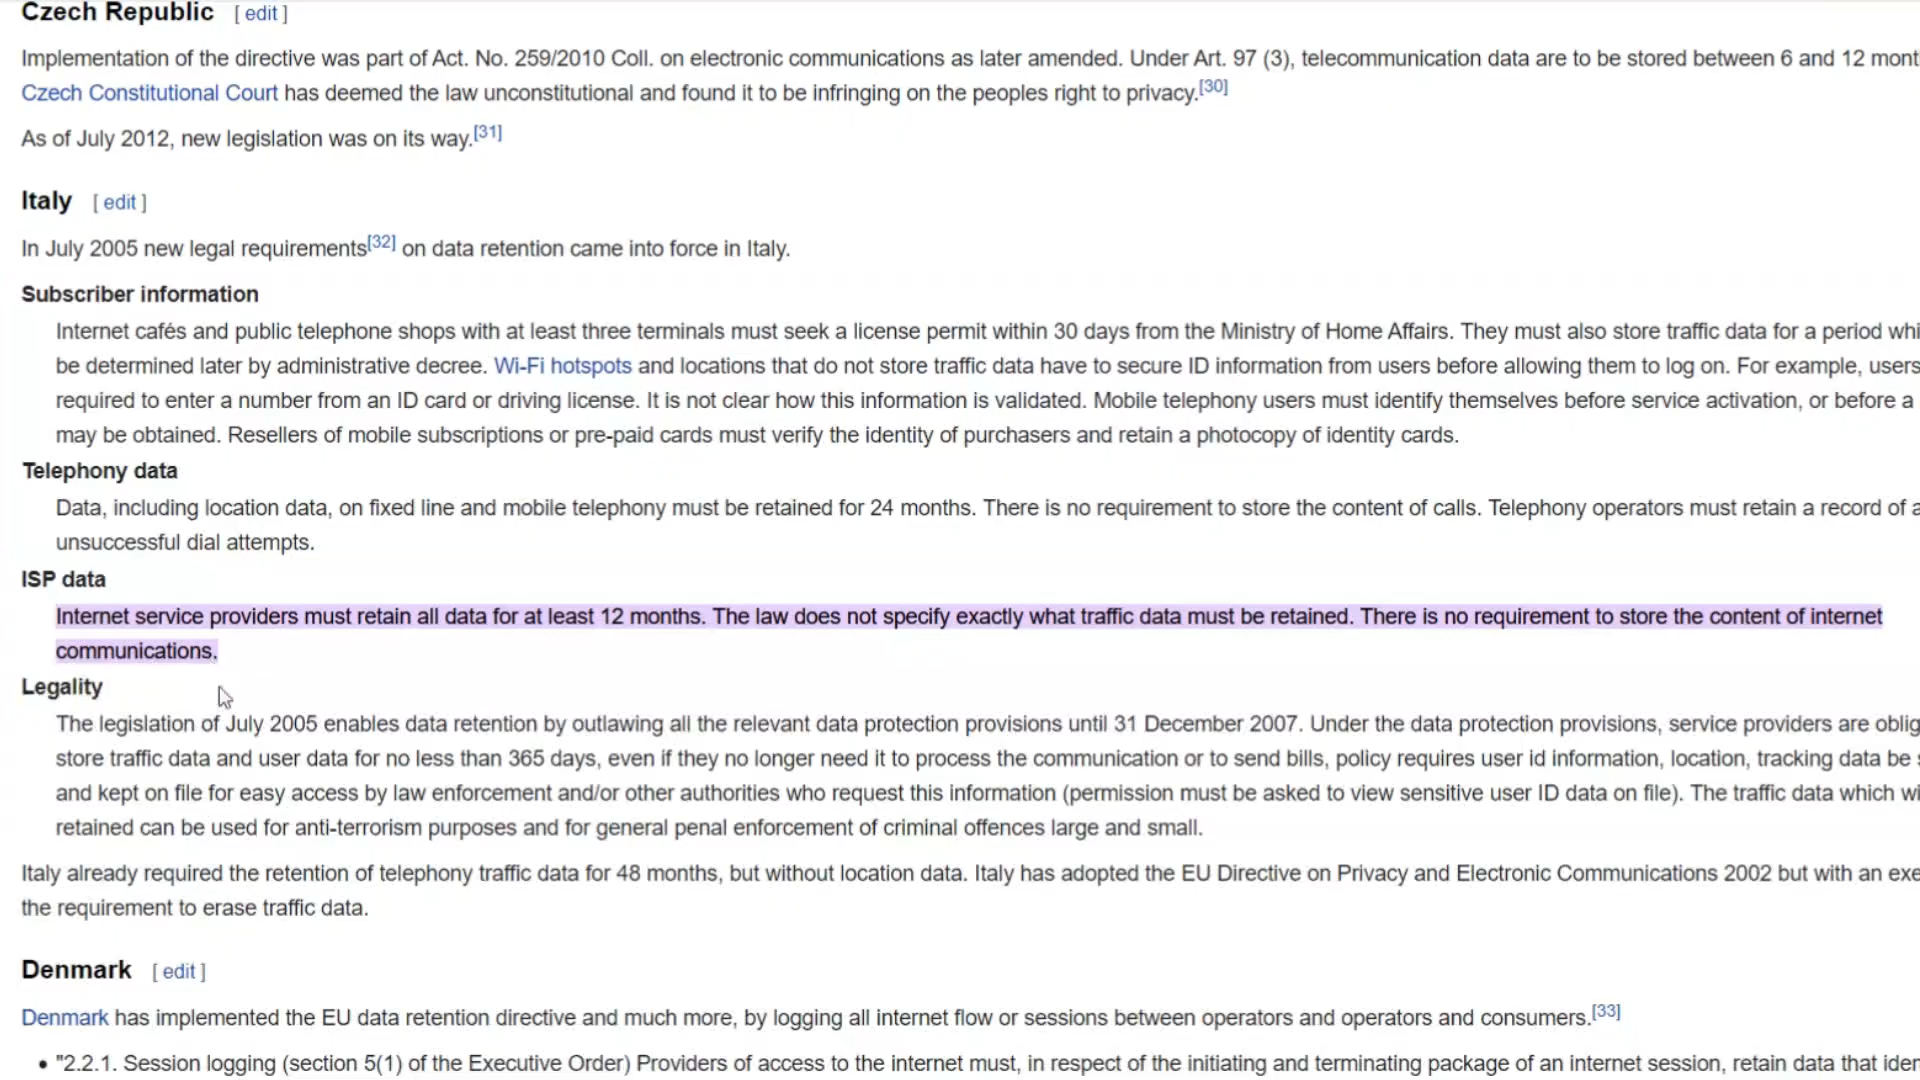 Czech Republic [ edit ]
Implementation of the directive was part of Act. No. 259/2010 Coll. on electronic communications as later amended. Under Art. 97 (3), telecommunication data are to be stored between 6 and 12
Czech Constitutional Court has deemed the law unconstitutional and found it to be infringing on the peoples right to privacy.[30]
As of July 2012, new legislation was on its way.[31]
Italy [ edit ]
In July 2005 new legal requirements[32] on data retention came into force in Italy.
Subscriber information
Internet cafés and public telephone shops with at least three terminals must seek a license permit within 30 days from the Ministry of Home Affairs. They must also store traffic data for a period
be determined later by administrative decree. Wi-Fi hotspots and locations that do not store traffic data have to secure ID information from users before allowing them to log on. For example, users
required to enter a number from an ID card or driving license. It is not clear how this information is validated. Mobile telephony users must identify themselves before service activation, or before a
may be obtained. Resellers of mobile subscriptions or pre-paid cards must verify the identity of purchasers and retain a photocopy of identity cards.
Telephony data
Data, including location data, on fixed line and mobile telephony must be retained for 24 months. There is no requirement to store the content of calls. Telephony operators must retain a record of
unsuccessful dial attempts.
ISP data
Internet service providers must retain all data for at least 12 months. The law does not specify exactly what traffic data must be retained. There is no requirement to store the content of internet
communications.
Legality
The legislation of July 2005 enables data retention by outlawing all the relevant data protection provisions until 31 December 2007. Under the data protection provisions, service providers are
store traffic data and user data for no less than 365 days, even if they no longer need it to process the communication or to send bills, policy requires user id information, location, tracking data be
and kept on file for easy access by law enforcement and/or other authorities who request this information (permission must be asked to view sensitive user ID data on file). The traffic data which
retained can be used for anti-terrorism purposes and for general penal enforcement of criminal offences large and small.
Italy already required the retention of telephony traffic data for 48 months, but without location data. Italy has adopted the EU Directive on Privacy and Electronic Communications 2002 but with an
the requirement to erase traffic data.
Denmark [ edit ]
Denmark has implemented the EU data retention directive and much more, by logging all internet flow or sessions between operators and operators and consumers.[33]
• "2.2.1. Session logging (section 5(1) of the Executive Order) Providers of access to the internet must, in respect of the initiating and terminating package of an internet session, retain data that